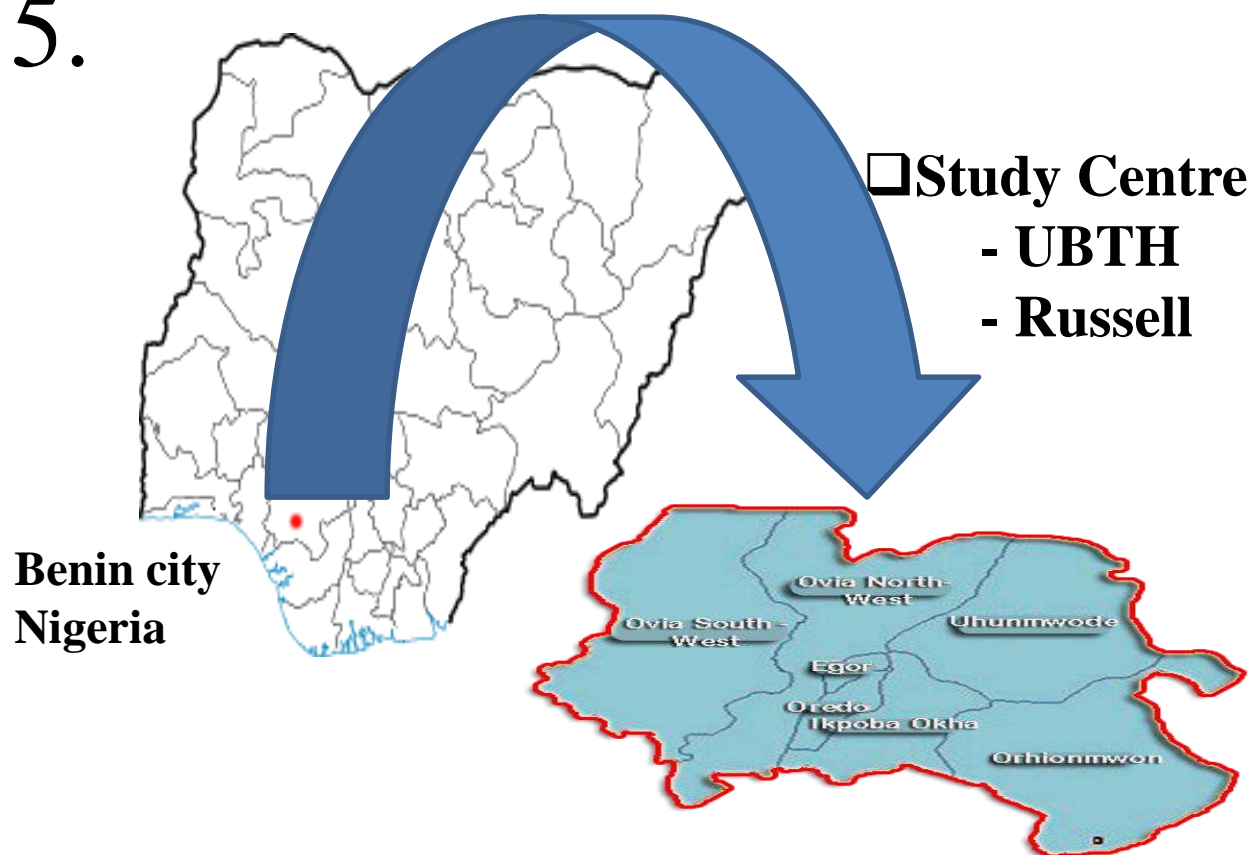 5.
❑Study Centre
- UBTH
- Russell
Benin city
Nigeria
Ovia North-
West
Ovia South-
West
Uhunmwode
Egor
Oredo
Ikpoba Okha
Orhionmwon